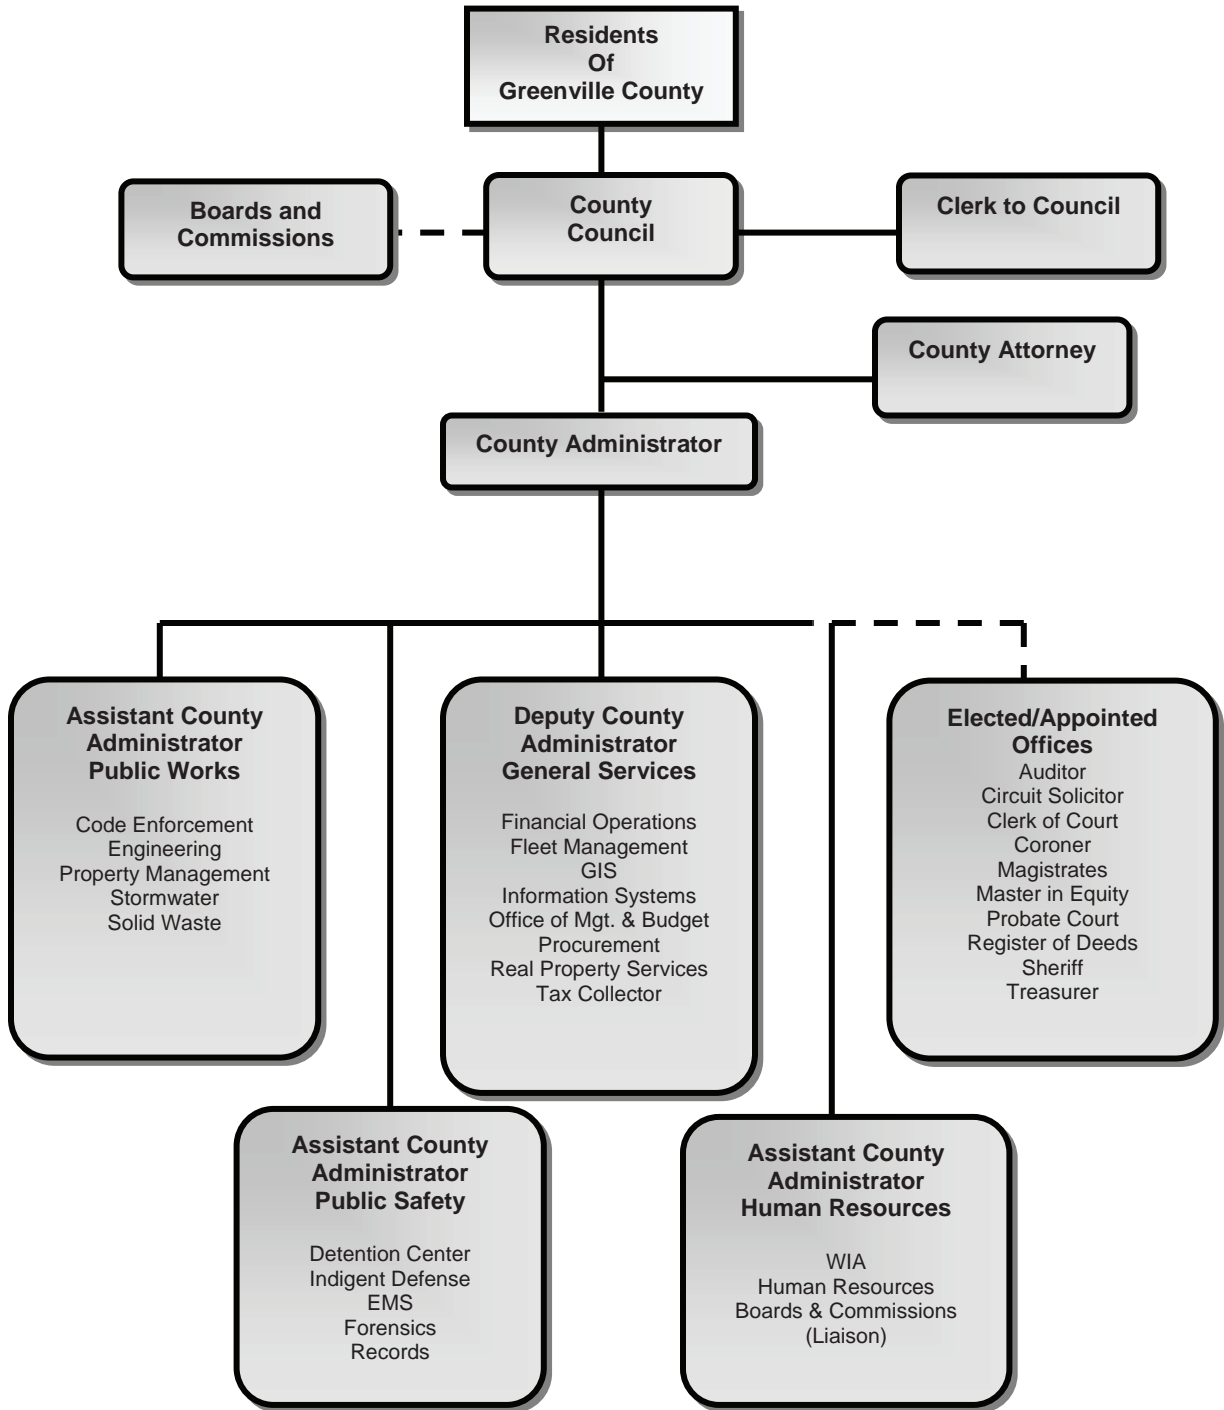 Residents
Of
Greenville County
Boards and
Commissions
County
Council
Clerk to Council
County Attorney
County Administrator
Assistant County
Administrator
Public Works
Code Enforcement
Engineering
Property Management
Stormwater
Solid Waste
Deputy County
Administrator
General Services
Financial Operations
Fleet Management
GIS
Information Systems
Office of Mgt. & Budget
Procurement
Real Property Services
Tax Collector
Elected/Appointed
Offices
Auditor
Circuit Solicitor
Clerk of Court
Coroner
Magistrates
Master in Equity
Probate Court
Register of Deeds
Sheriff
Treasurer
Assistant County
Administrator
Public Safety
Detention Center
Indigent Defense
EMS
Forensics
Records
Assistant County
Administrator
Human Resources
WIA
Human Resources
Boards & Commissions
(Liaison)